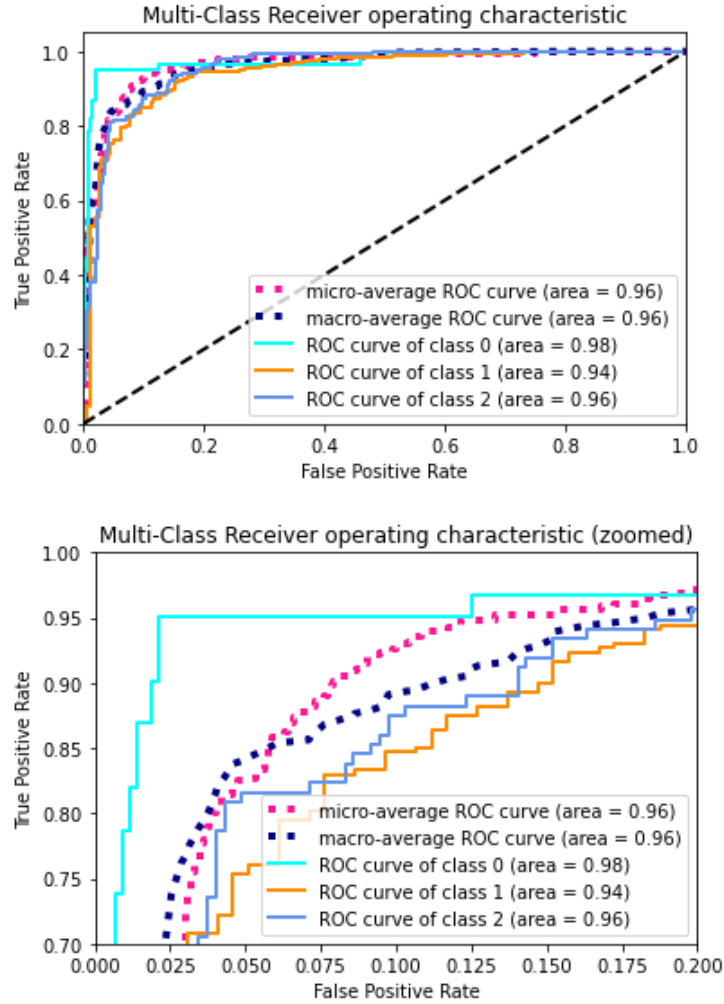 Multi-Class Receiver operating characteristic
1.0
0.8
0.6
0.4
0.2
0.0
True Positive Rate
micro-average ROC curve (area = 0.96)
macro-average ROC curve (area = 0.96)
ROC curve of class 0 (area = 0.98)
ROC curve of class 1 (area = 0.94)
ROC curve of class 2 (area = 0.96)
0.0 0.2 0.4 0.6 0.8 1.0
False Positive Rate
Multi-Class Receiver operating characteristic (zoomed)
1.00
0.95
0.90
0.85
0.80
0.75
0.70
True Positive Rate
micro-average ROC curve (area = 0.96)
macro-average ROC curve (area = 0.96)
ROC curve of class 0 (area = 0.98)
ROC curve of class 1 (area = 0.94)
ROC curve of class 2 (area = 0.96)
0.000 0.025 0.050 0.075 0.100 0.125 0.150 0.175 0.200
False Positive Rate